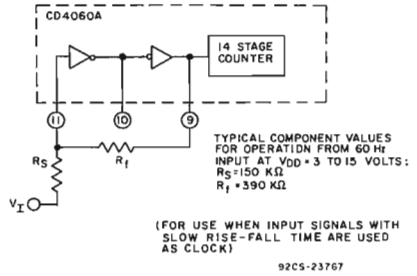 CD4060A
14 STAGE
COUNTER
11
10
9
RS
Rf
VI
TYPICAL COMPONENT VALUES
FOR OPERATION FROM 60 Hz
INPUT AT VDD = 3 TO 15 VOLTS:
RS=150 KΩ
Rf=390 KΩ
(FOR USE WHEN INPUT SIGNALS WITH
SLOW RISE-FALL TIME ARE USED
AS CLOCK)
92CS-23767